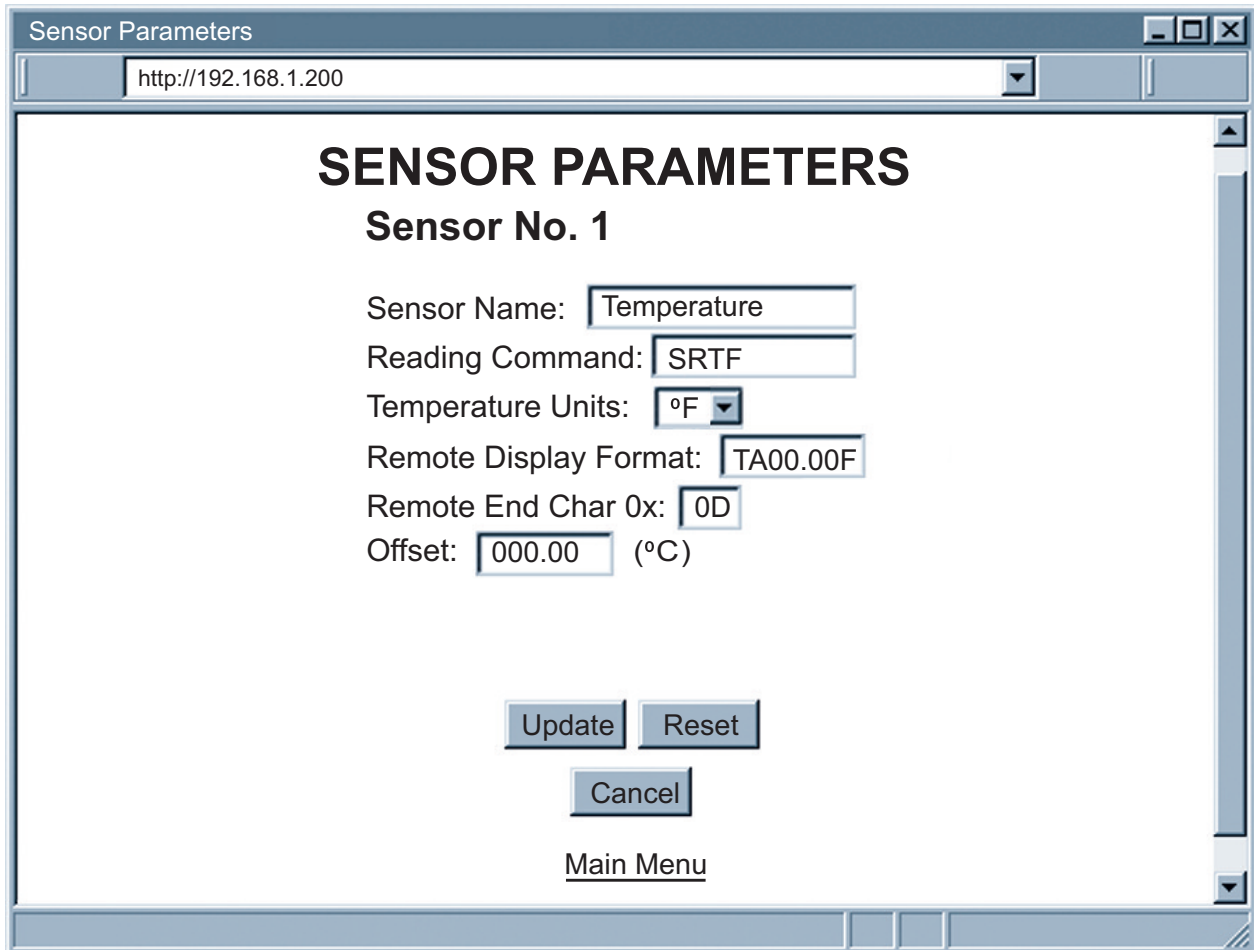 Sensor Parameters
http://192.168.1.200
SENSOR PARAMETERS
Sensor No. 1
Sensor Name: Temperature
Reading Command: SRTF
Temperature Units: ºF
Remote Display Format: TA00.00F
Remote End Char 0x: 0D
Offset: 000.00 (ºC)
Update Reset
Cancel
Main Menu